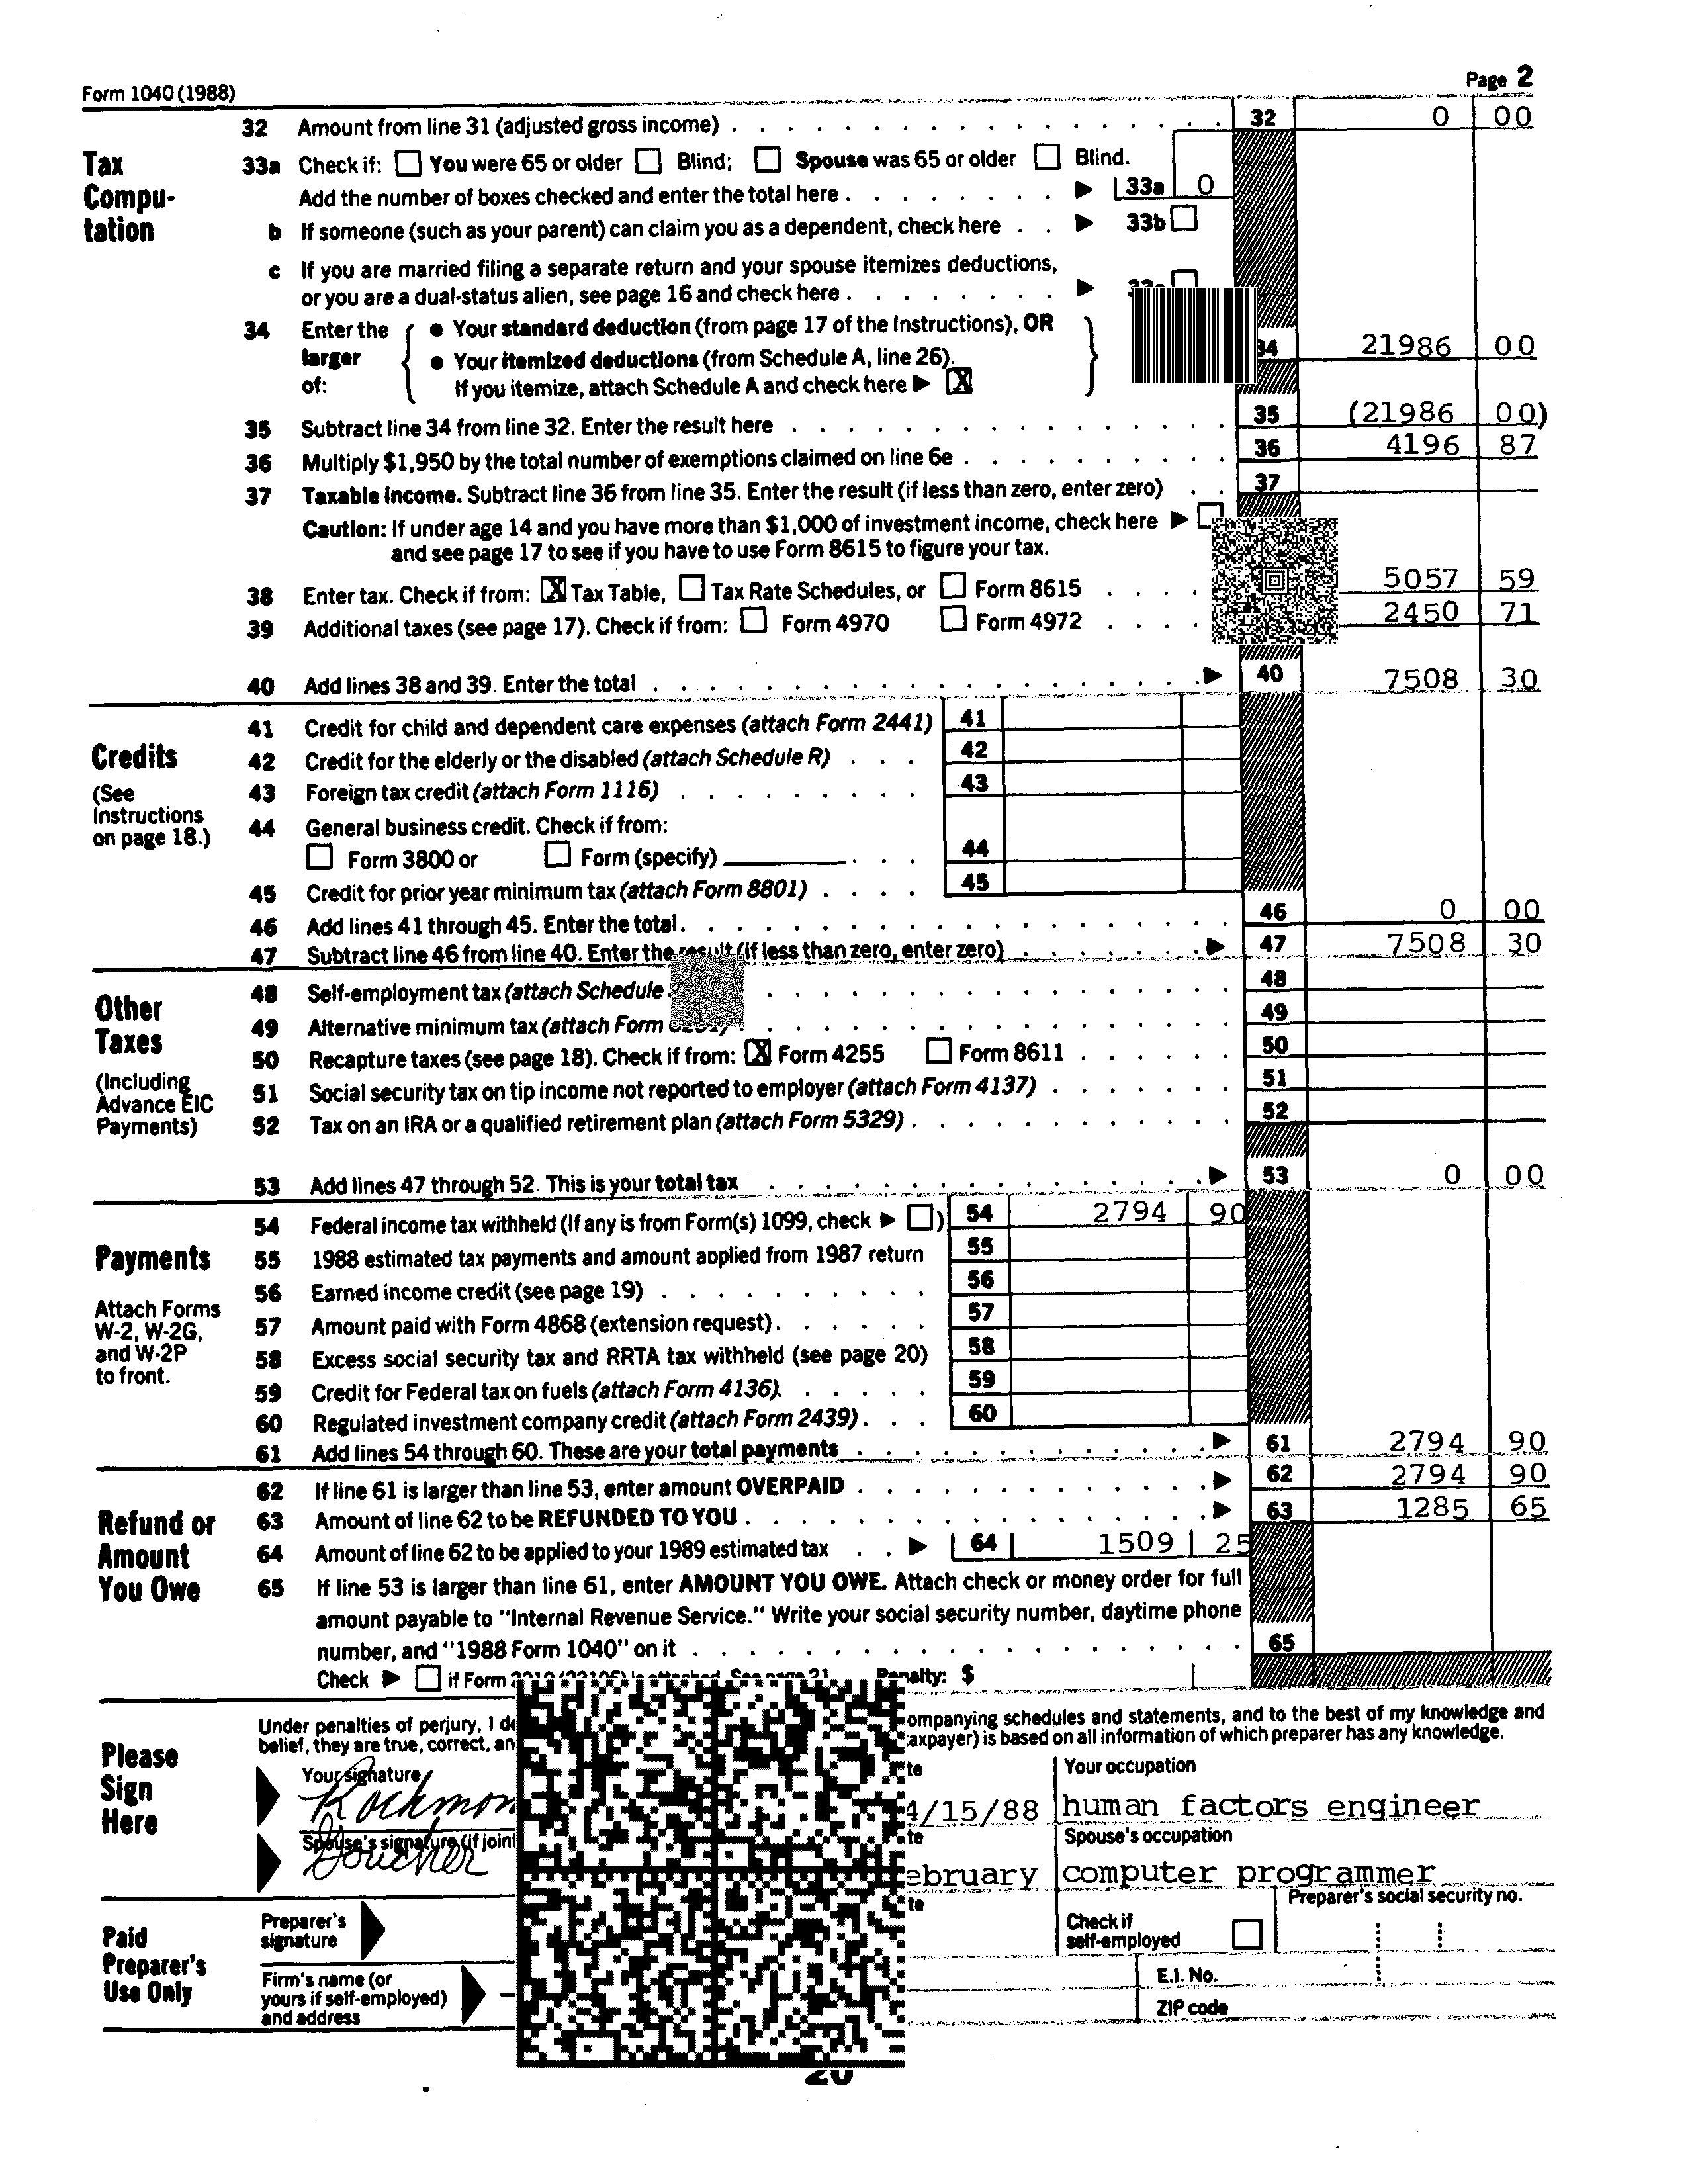 Form 1040 (1988) Page 2
32 Amount from line 31 (adjusted gross income) 32 0 00
Tax Compu- tation
33a Check if: You were 65 or older Blind; Spouse was 65 or older Blind.
Add the number of boxes checked and enter the total here 33a 0
b If someone (such as your parent) can claim you as a dependent, check here 33b
c If you are married filing a separate return and your spouse itemizes deductions,
or you are a dual-status alien, see page 16 and check here
34 Enter the larger of: { • Your standard deduction (from page 17 of the Instructions), OR
• Your itemized deductions (from Schedule A, line 26). 34 21986 00
If you itemize, attach Schedule A and check here X }
35 Subtract line 34 from line 32. Enter the result here 35 (21986 00)
36 Multiply $1,950 by the total number of exemptions claimed on line 6e 36 4196 87
37 Taxable income. Subtract line 36 from line 35. Enter the result (if less than zero, enter zero) 37
Caution: If under age 14 and you have more than $1,000 of investment income, check here
and see page 17 to see if you have to use Form 8615 to figure your tax.
38 Enter tax. Check if from: X Tax Table, Tax Rate Schedules, or Form 8615 5057 59
39 Additional taxes (see page 17). Check if from: Form 4970 Form 4972 2450 71
40 Add lines 38 and 39. Enter the total 40 7508 30
Credits
(See Instructions on page 18.)
41 Credit for child and dependent care expenses (attach Form 2441) 41
42 Credit for the elderly or the disabled (attach Schedule R) 42
43 Foreign tax credit (attach Form 1116) 43
44 General business credit. Check if from:
Form 3800 or Form (specify) 44
45 Credit for prior year minimum tax (attach Form 8801) 45
46 Add lines 41 through 45. Enter the total 46 0 00
47 Subtract line 46 from line 40. Enter the result (if less than zero, enter zero) 47 7508 30
Other Taxes
(Including Advance EIC Payments)
48 Self-employment tax (attach Schedule 48
49 Alternative minimum tax (attach Form 49
50 Recapture taxes (see page 18). Check if from: X Form 4255 Form 8611 50
51 Social security tax on tip income not reported to employer (attach Form 4137) 51
52 Tax on an IRA or a qualified retirement plan (attach Form 5329) 52
53 Add lines 47 through 52. This is your total tax 53 0 00
Payments
Attach Forms W-2, W-2G, and W-2P to front.
54 Federal income tax withheld (If any is from Form(s) 1099, check ) 54 2794 90
55 1988 estimated tax payments and amount applied from 1987 return 55
56 Earned income credit (see page 19) 56
57 Amount paid with Form 4868 (extension request) 57
58 Excess social security tax and RRTA tax withheld (see page 20) 58
59 Credit for Federal tax on fuels (attach Form 4136) 59
60 Regulated investment company credit (attach Form 2439) 60
61 Add lines 54 through 60. These are your total payments 61 2794 90
Refund or Amount You Owe
62 If line 61 is larger than line 53, enter amount OVERPAID 62 2794 90
63 Amount of line 62 to be REFUNDED TO YOU 63 1285 65
64 Amount of line 62 to be applied to your 1989 estimated tax 64 1509 25
65 If line 53 is larger than line 61, enter AMOUNT YOU OWE. Attach check or money order for full
amount payable to "Internal Revenue Service." Write your social security number, daytime phone
number, and "1988 Form 1040" on it 65
Check if Form Penalty: $
Please Sign Here
Under penalties of perjury, I companying schedules and statements, and to the best of my knowledge and
belief, they are true, correct, taxpayer) is based on all information of which preparer has any knowledge.
Your signature Your occupation
Rockmon 4/15/88 human factors engineer
Spouse's signature (if joint Spouse's occupation
Goucher ebruary computer programmer
Paid Preparer's Use Only
Preparer's signature Check if self-employed Preparer's social security no.
Firm's name (or yours if self-employed) and address E.I. No.
ZIP code